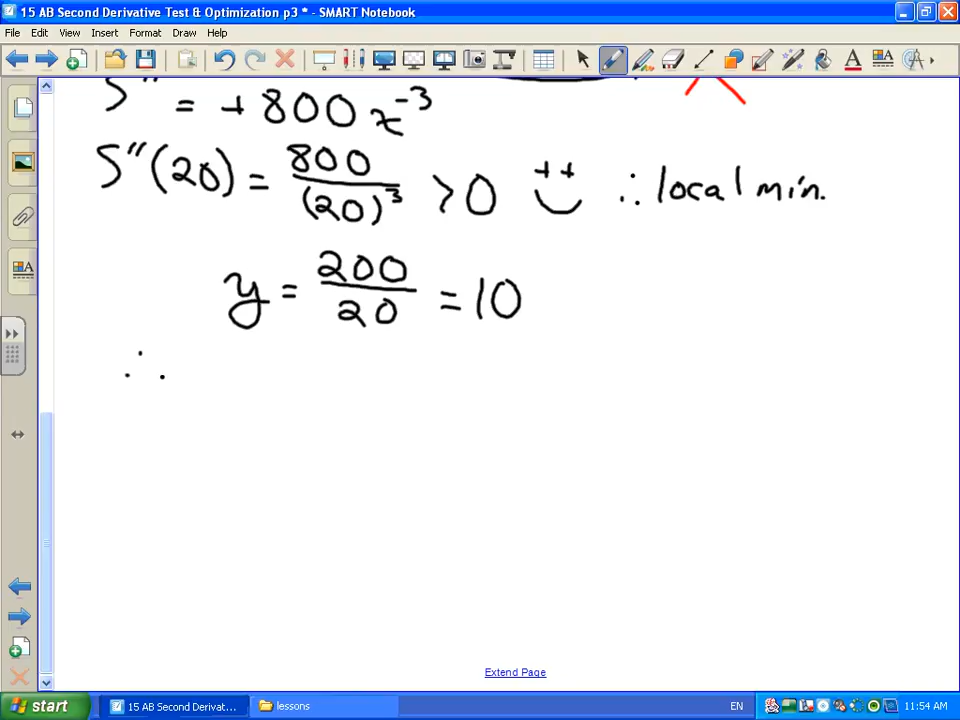 15 AB Second Derivative Test & Optimization p3 * - SMART Notebook
File Edit View Insert Format Draw Help
S'' = + 800 x⁻³
S''(20) = 800/(20)³ > 0 ++ ∴ local min.
y = 200/20 = 10
∴
Extend Page
start 15 AB Second Derivat... lessons EN 11:54 AM